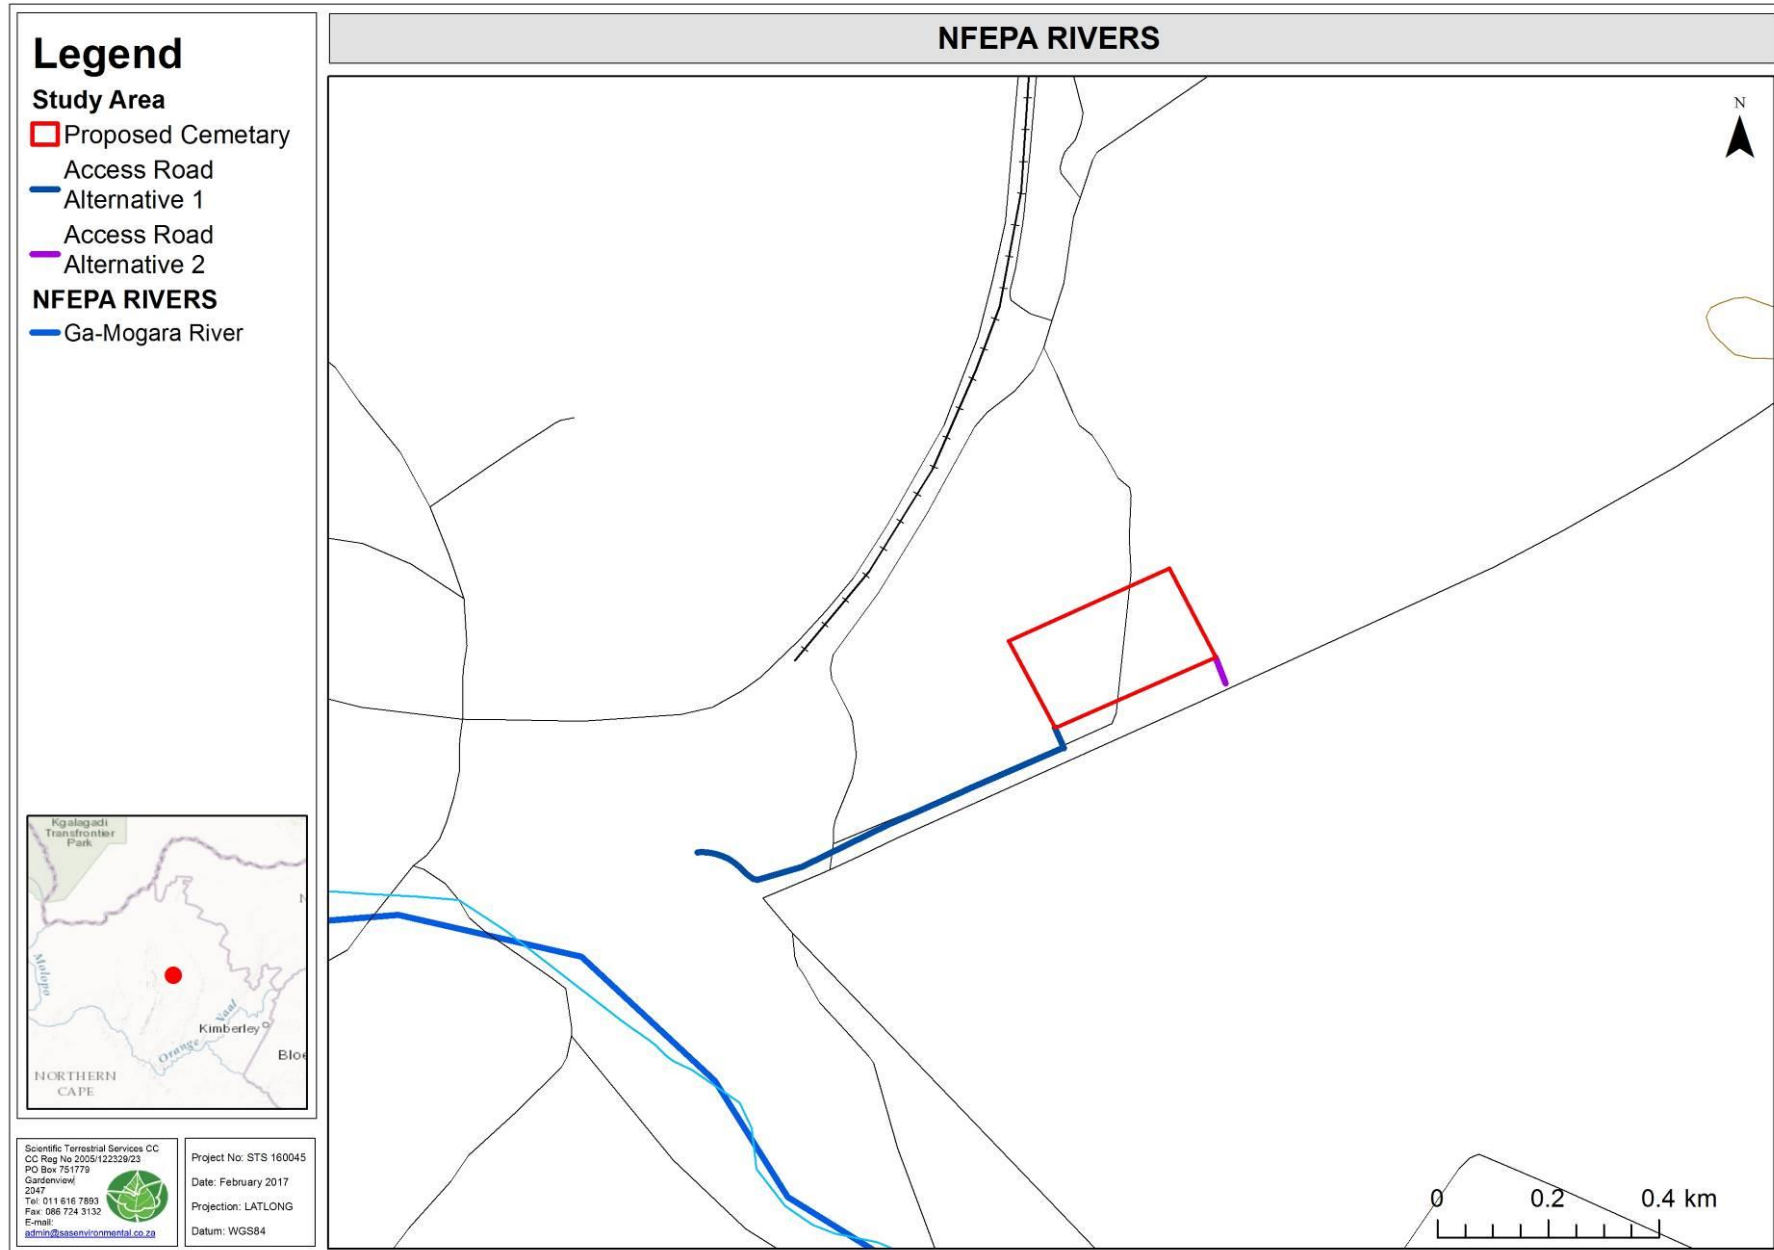 NFEPA RIVERS
Legend
Study Area
Proposed Cemetary
Access Road
Alternative 1
Access Road
Alternative 2
NFEPA RIVERS
Ga-Mogara River
N
Kgalagadi
Transfrontier
Park
N
Molopo
Vaal
Kimberley
Orange
Bloe
NORTHERN
CAPE
Scientific Terrestrial Services CC
CC Reg No 2005/122329/23
PO Box 751779
Gardenview
2047
Tel: 011 616 7893
Fax: 086 724 3132
E-mail:
admin@sasenvironmental.co.za
Project No: STS 160045
Date: February 2017
Projection: LATLONG
Datum: WGS84
0 0.2 0.4 km